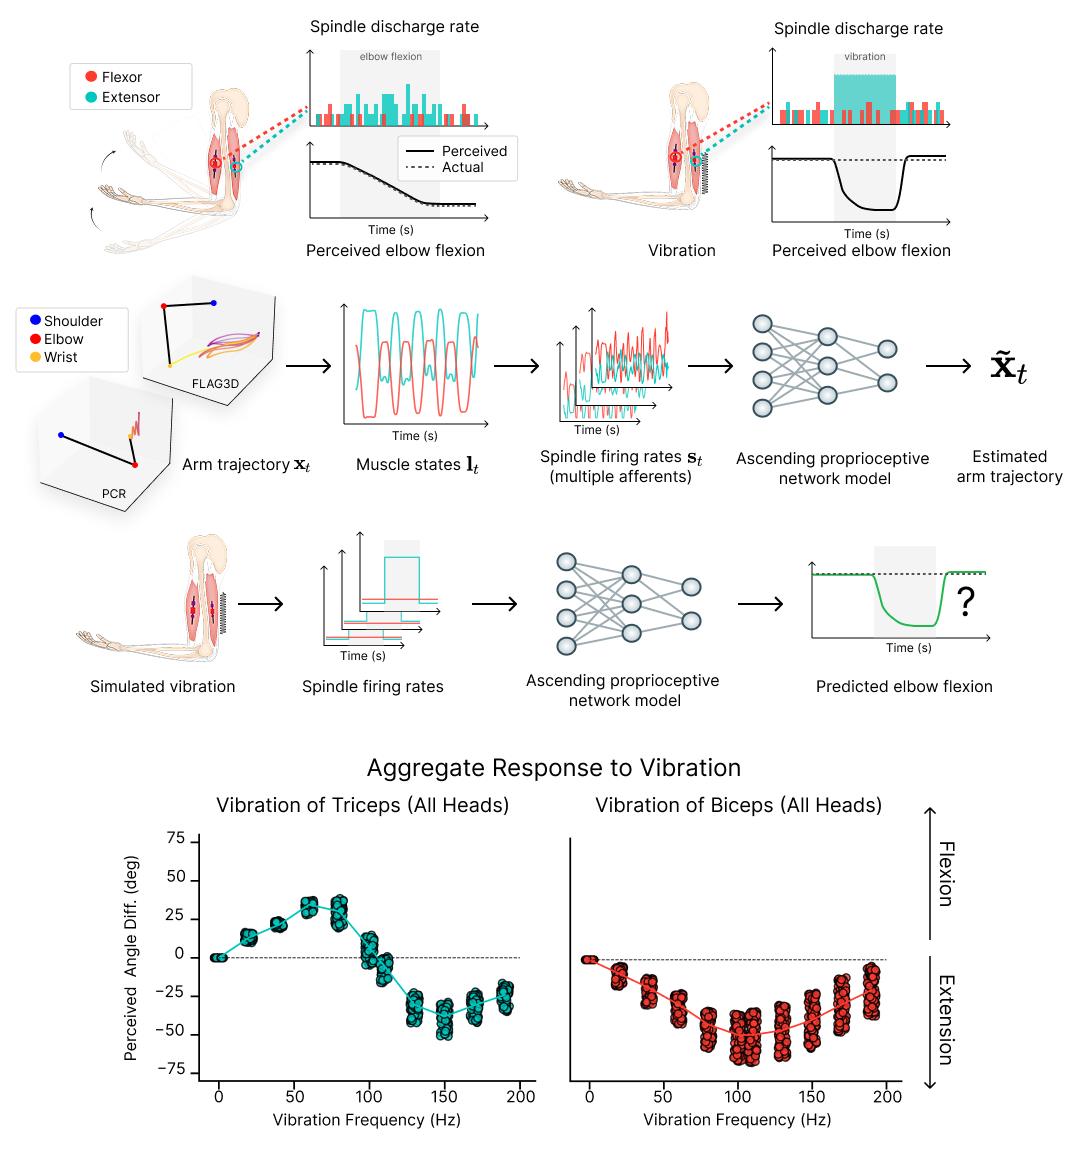 Spindle discharge rate
elbow flexion
Flexor
Extensor
Perceived
Actual
Time (s)
Perceived elbow flexion
Spindle discharge rate
vibration
Time (s)
Vibration
Perceived elbow flexion
Shoulder
Elbow
Wrist
FLAG3D
PCR
Arm trajectory 𝐱ₜ
Time (s)
Muscle states 𝐥ₜ
Time (s)
Spindle firing rates 𝐬ₜ
(multiple afferents)
Ascending proprioceptive
network model
x̃ₜ
Estimated
arm trajectory
Simulated vibration
Time (s)
Spindle firing rates
Ascending proprioceptive
network model
?
Time (s)
Predicted elbow flexion
Aggregate Response to Vibration
Vibration of Triceps (All Heads)
Perceived Angle Diff. (deg)
75
50
25
0
−25
−50
−75
0 50 100 150 200
Vibration Frequency (Hz)
Vibration of Biceps (All Heads)
0 50 100 150 200
Vibration Frequency (Hz)
Flexion
Extension